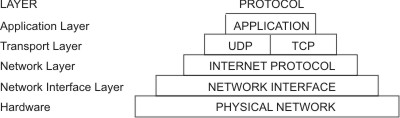 LAYER PROTOCOL
Application Layer APPLICATION
Transport Layer UDP TCP
Network Layer INTERNET PROTOCOL
Network Interface Layer NETWORK INTERFACE
Hardware PHYSICAL NETWORK